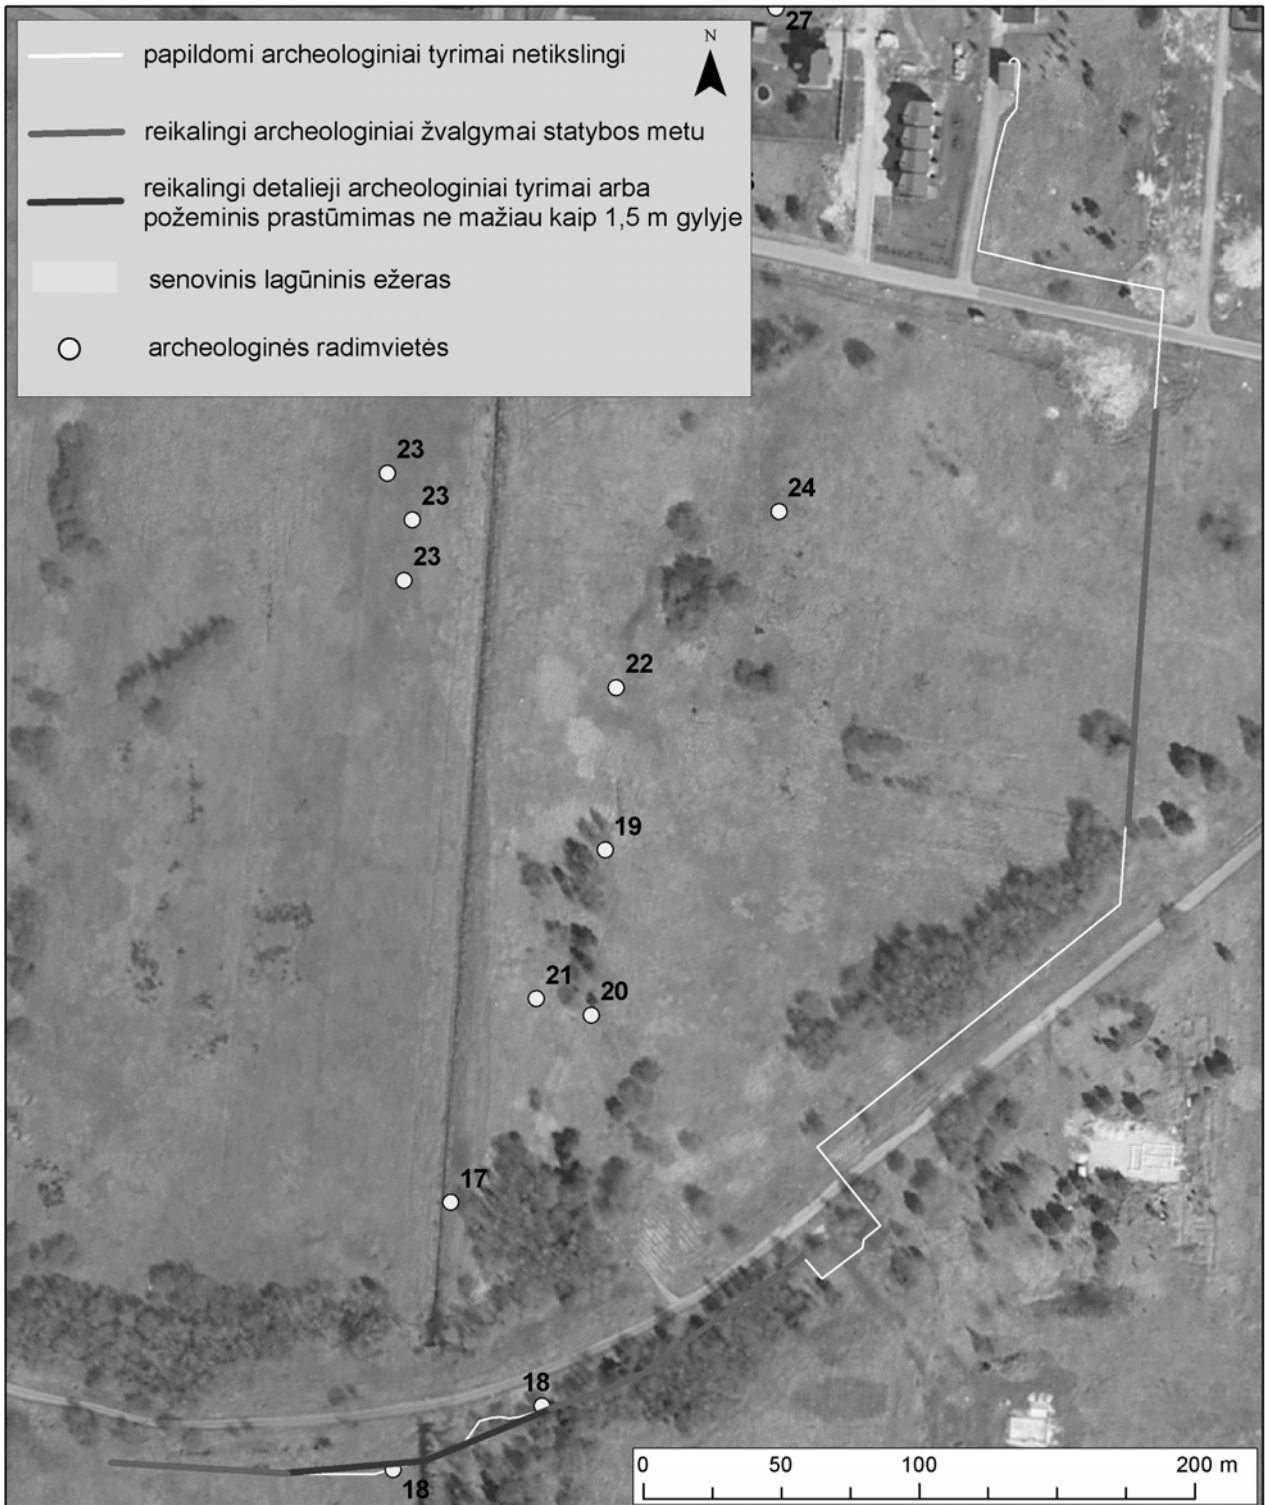 27
N
papildomi archeologiniai tyrimai netikslingi
reikalingi archeologiniai žvalgymai statybos metu
reikalingi detalieji archeologiniai tyrimai arba
požeminis prastūmimas ne mažiau kaip 1,5 m gylyje
senovinis lagūninis ežeras
archeologinės radimvietės
23
24
23
23
22
19
21
20
17
18
18
0 50 100 200 m